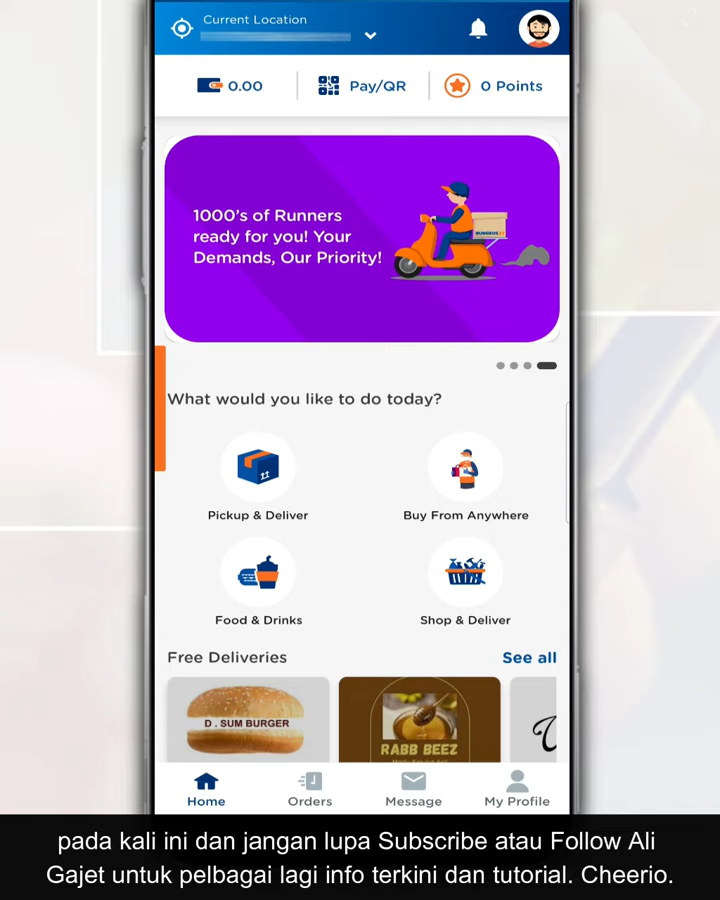 Current Location
0.00
Pay/QR
0 Points
1000's of Runners
ready for you! Your
Demands, Our Priority!
What would you like to do today?
Pickup & Deliver
Buy From Anywhere
Food & Drinks
Shop & Deliver
Free Deliveries
See all
D . SUM BURGER
RABB BEEZ
Home
Orders
Message
My Profile
pada kali ini dan jangan lupa Subscribe atau Follow Ali
Gajet untuk pelbagai lagi info terkini dan tutorial. Cheerio.